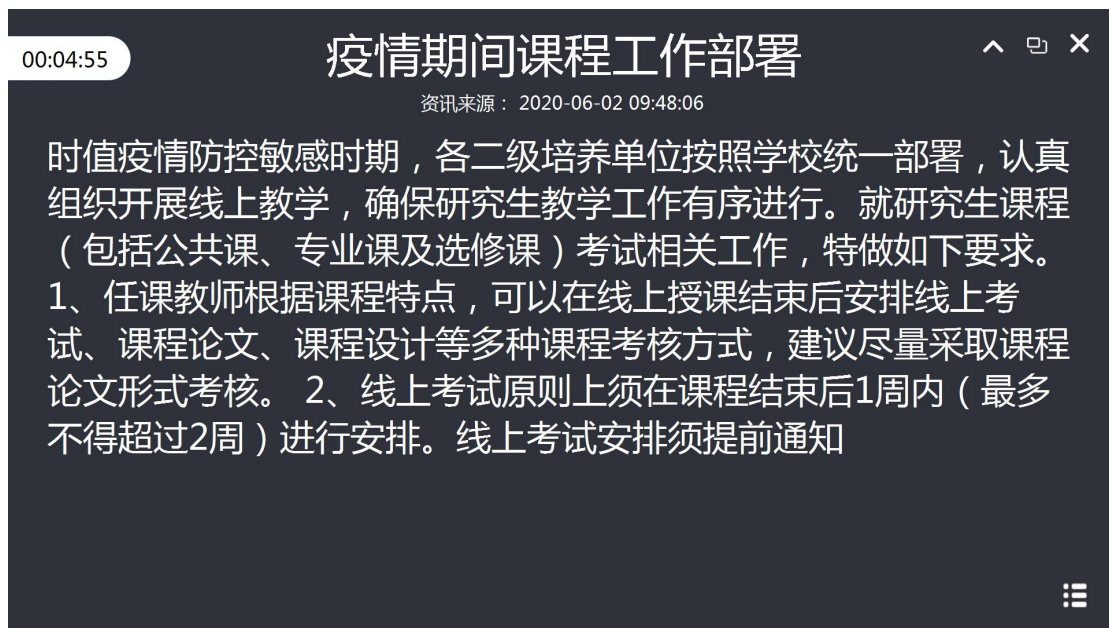 00:04:55
疫情期间课程工作部署
资讯来源： 2020-06-02 09:48:06
时值疫情防控敏感时期，各二级培养单位按照学校统一部署，认真
组织开展线上教学，确保研究生教学工作有序进行。就研究生课程
（包括公共课、专业课及选修课）考试相关工作，特做如下要求。
1、任课教师根据课程特点，可以在线上授课结束后安排线上考
试、课程论文、课程设计等多种课程考核方式，建议尽量采取课程
论文形式考核。 2、线上考试原则上须在课程结束后1周内（最多
不得超过2周）进行安排。线上考试安排须提前通知